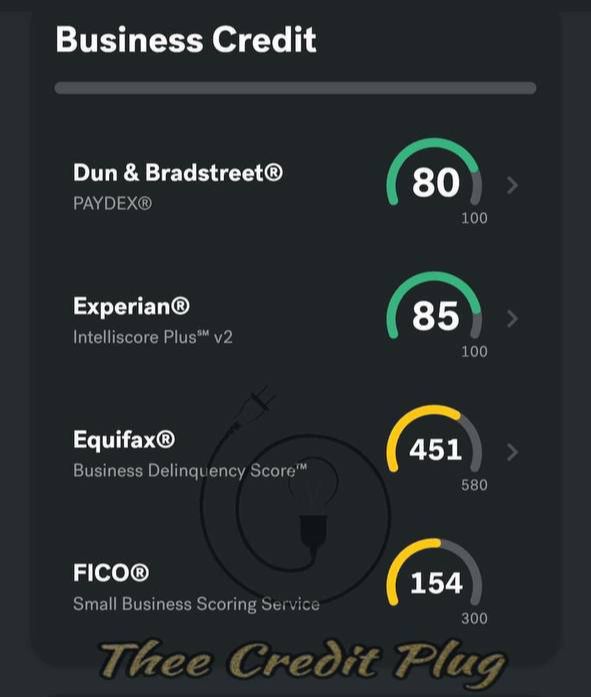 Business Credit
Dun & Bradstreet®
PAYDEX®
80
100
Experian®
Intelliscore Plus℠ v2
85
100
Equifax®
Business Delinquency Score™
451
580
FICO®
Small Business Scoring Service
154
300
Thee Credit Plug